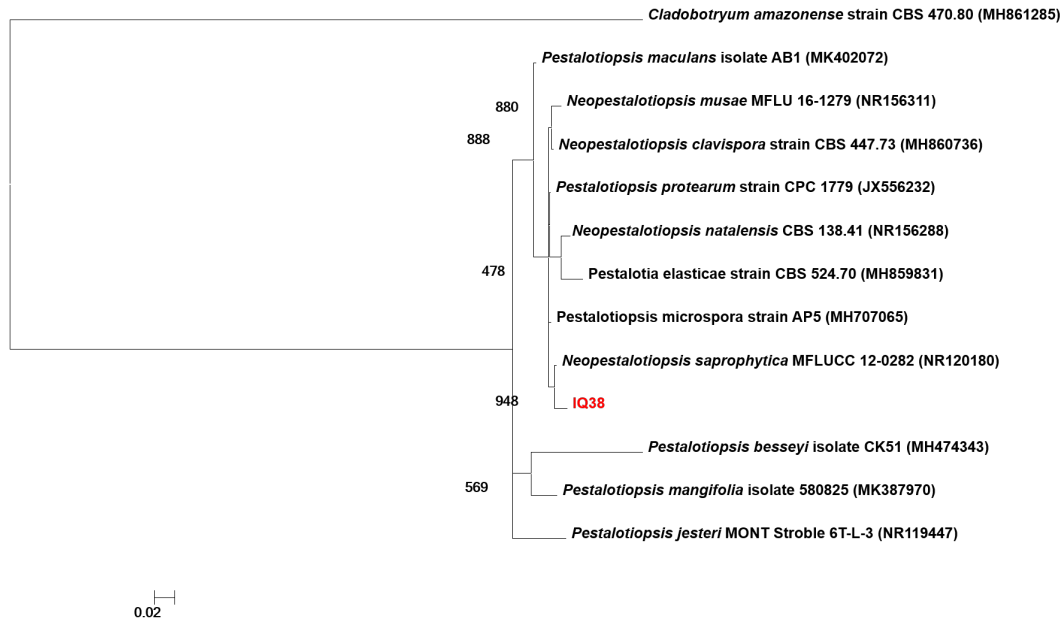 Cladobotryum amazonense strain CBS 470.80 (MH861285)
Pestalotiopsis maculans isolate AB1 (MK402072)
Neopestalotiopsis musae MFLU 16-1279 (NR156311)
880
888
Neopestalotiopsis clavispora strain CBS 447.73 (MH860736)
Pestalotiopsis protearum strain CPC 1779 (JX556232)
Neopestalotiopsis natalensis CBS 138.41 (NR156288)
478
Pestalotia elasticae strain CBS 524.70 (MH859831)
Pestalotiopsis microspora strain AP5 (MH707065)
Neopestalotiopsis saprophytica MFLUCC 12-0282 (NR120180)
948
IQ38
Pestalotiopsis besseyi isolate CK51 (MH474343)
569
Pestalotiopsis mangifolia isolate 580825 (MK387970)
Pestalotiopsis jesteri MONT Stroble 6T-L-3 (NR119447)
0.02